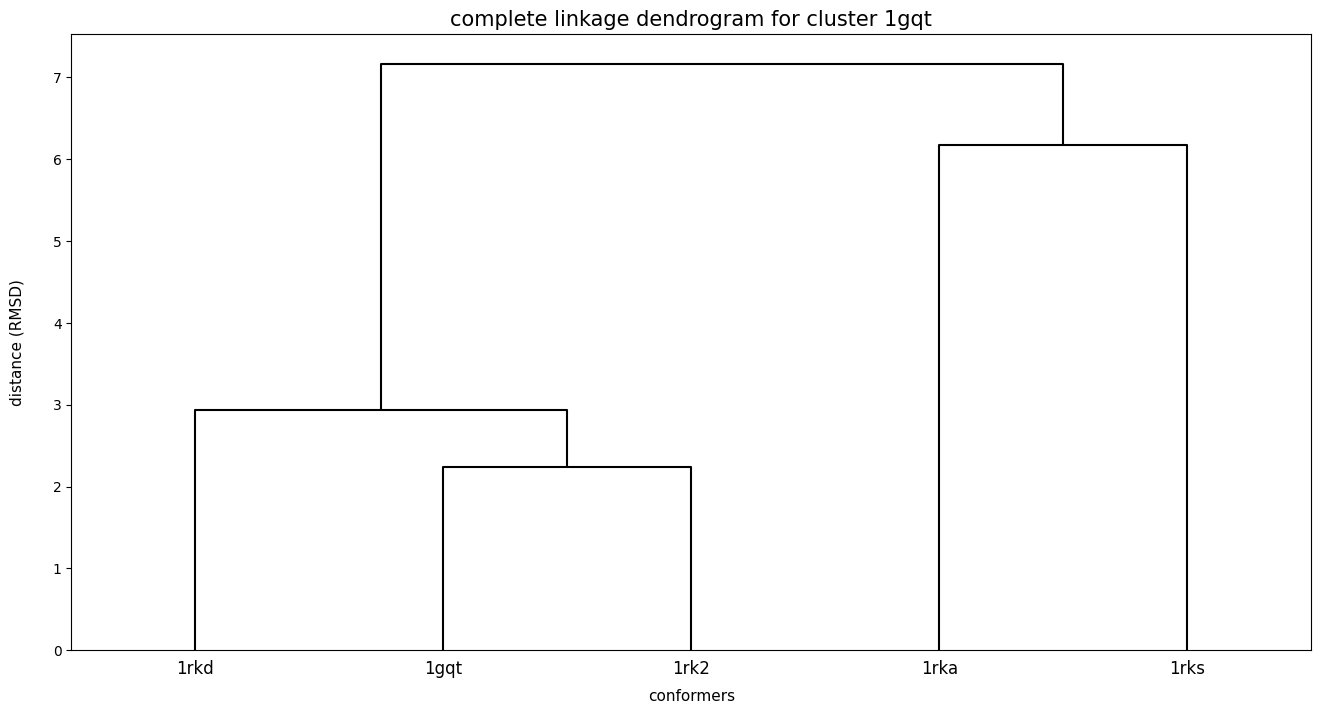 complete linkage dendrogram for cluster 1gqt
7
6
5
4
3
2
1
0
distance (RMSD)
1rkd 1gqt 1rk2 1rka 1rks
conformers